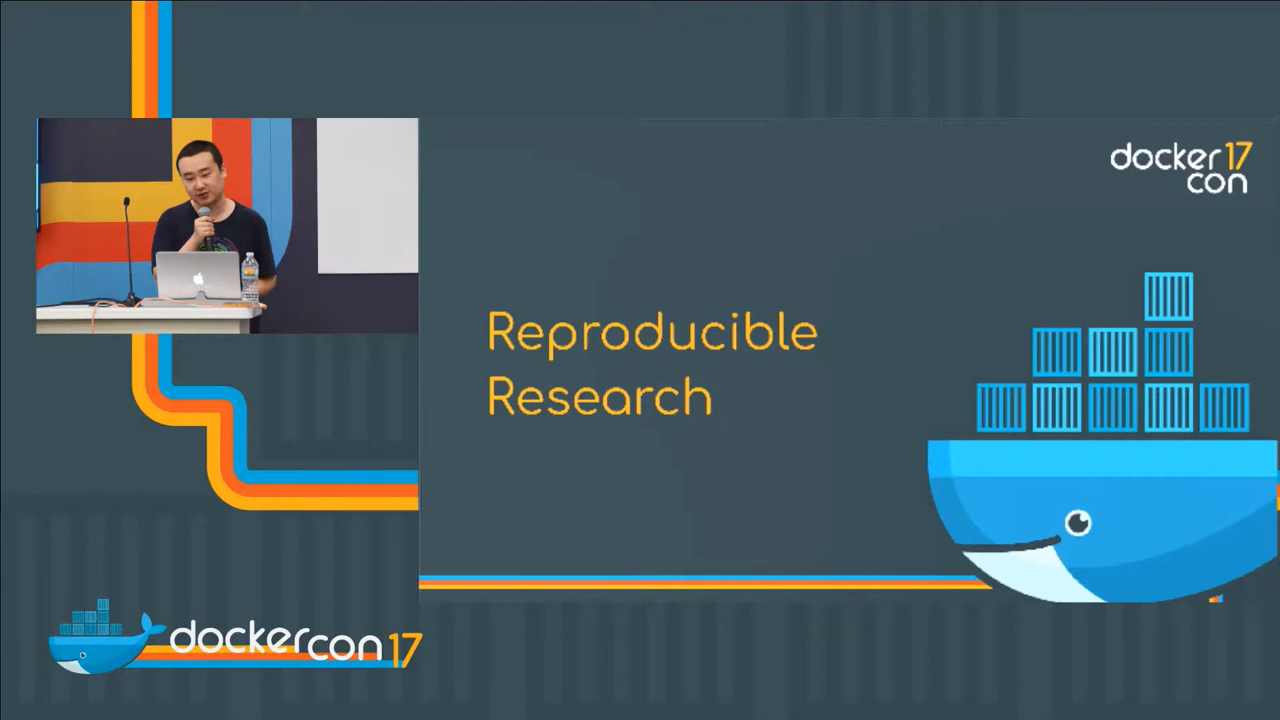 docker 17
con
Reproducible
Research
dockercon 17